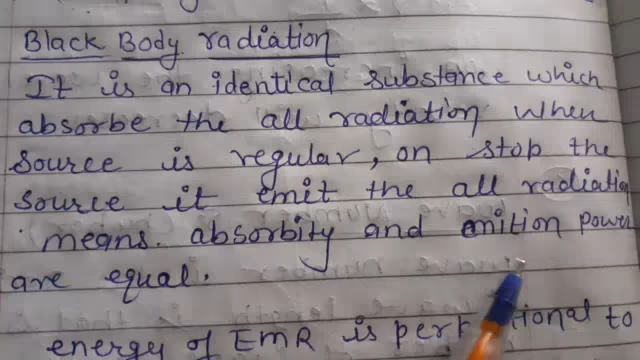 Black Body radiation
It is an identical substance which
absorbe the all radiation when
source is regular, on stop the
source it emit the all radiation
means. absorbity and emition power
are equal.
energy of EMR is to